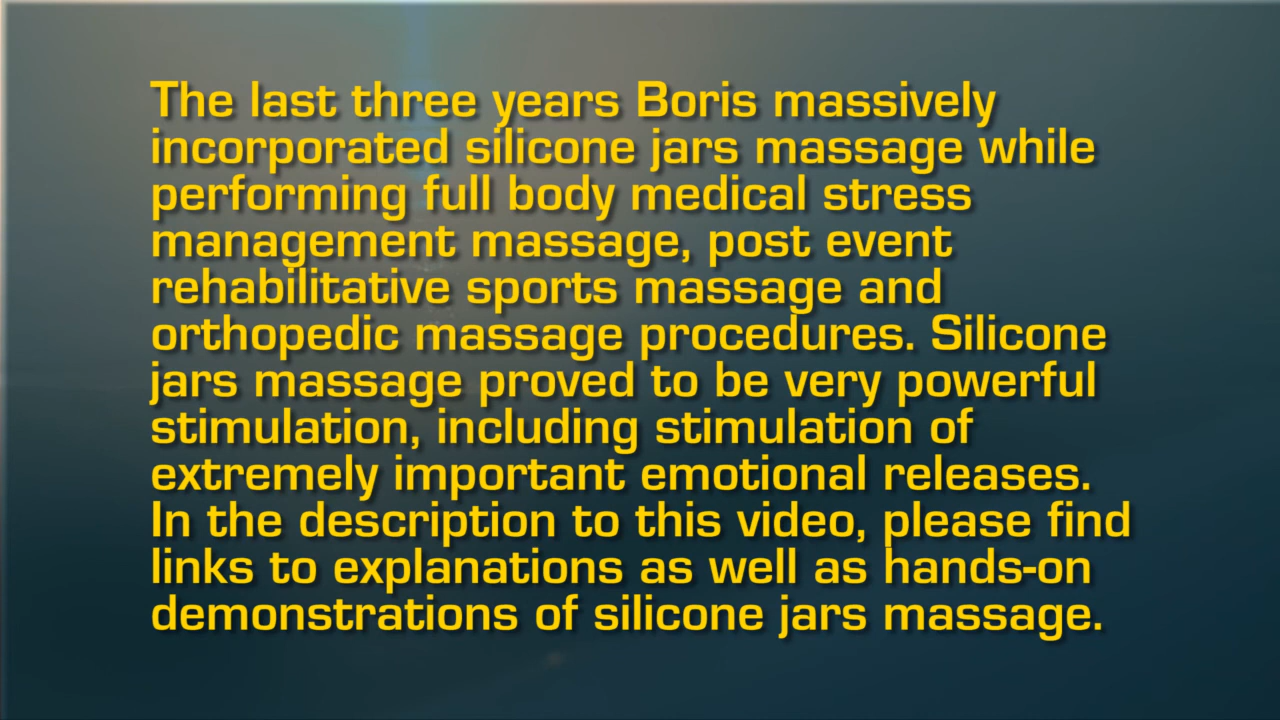 The last three years Boris massively
incorporated silicone jars massage while
performing full body medical stress
management massage, post event
rehabilitative sports massage and
orthopedic massage procedures. Silicone
jars massage proved to be very powerful
stimulation, including stimulation of
extremely important emotional releases.
In the description to this video, please find
links to explanations as well as hands-on
demonstrations of silicone jars massage.